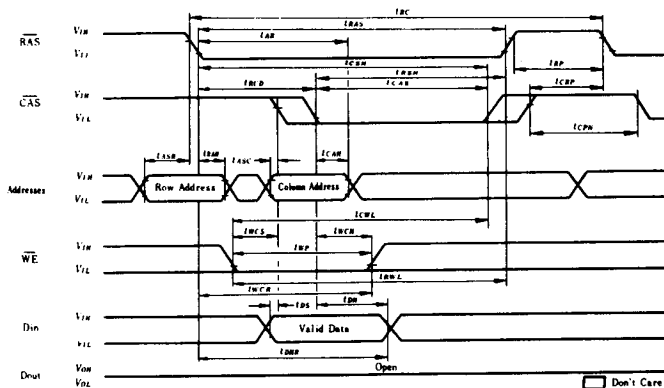 tRC
tRAS
tAR
RAS VIH
VIL
tCSH
tRSH
tRP
tRCD
tCAS
tCRP
CAS VIH
VIL
tCPN
tASR
tRAH
tASC
tCAH
Addresses VIH
VIL
Row Address
Column Address
tCWL
tWCS
tWCH
tWP
WE VIH
VIL
tRWL
tWCR
tDS
tDH
Din VIH
VIL
Valid Data
tDHR
Dout VOH
VOL
Open
Don't Care